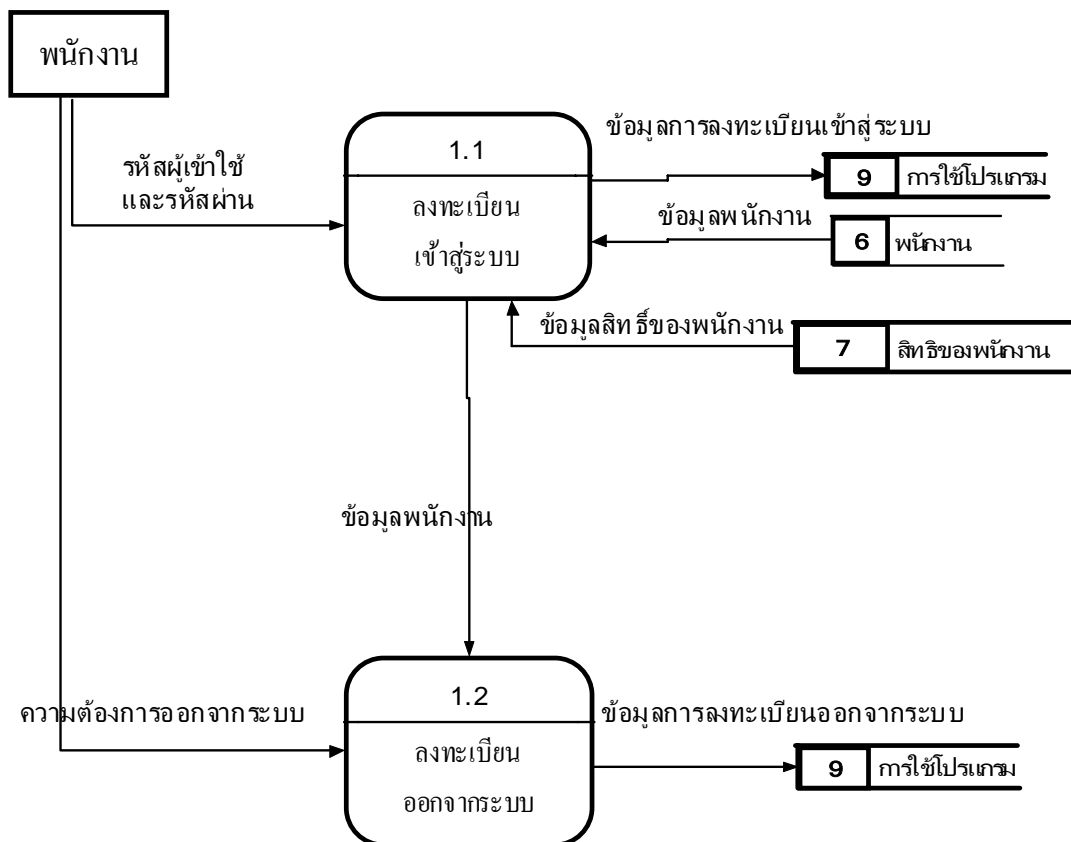 พนักงาน
รหัสผู้เข้าใช้
และรหัสผ่าน
1.1
ลงทะเบียน
เข้าสู่ระบบ
ข้อมูลการลงทะเบียนเข้าสู่ระบบ
9 การใช้โปรแกรม
ข้อมูลพนักงาน
6 พนักงาน
ข้อมูลสิทธิ์ของพนักงาน
7 สิทธิของพนักงาน
ข้อมูลพนักงาน
ความต้องการออกจากระบบ
1.2
ลงทะเบียน
ออกจากระบบ
ข้อมูลการลงทะเบียนออกจากระบบ
9 การใช้โปรแกรม